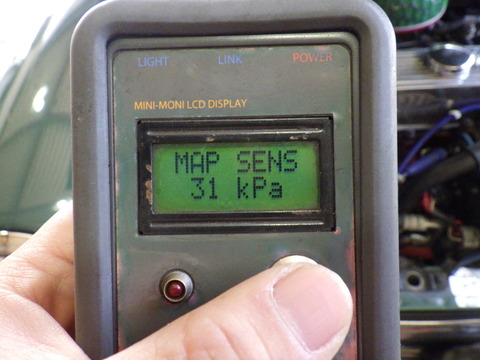 LIGHT LINK POWER
MINI-MONI LCD DISPLAY
MAP SENS
31 kPa